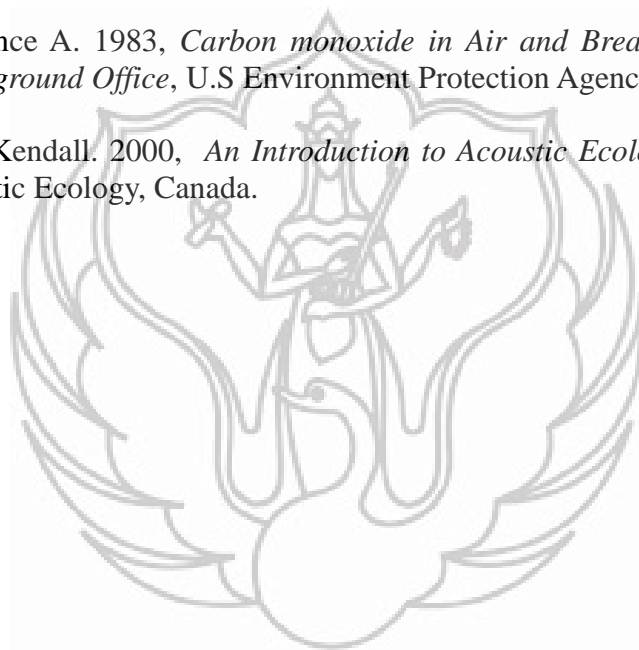 nce A. 1983, Carbon monoxide in Air and Brea
ground Office, U.S Environment Protection Agenc
Kendall. 2000, An Introduction to Acoustic Ecol
tic Ecology, Canada.